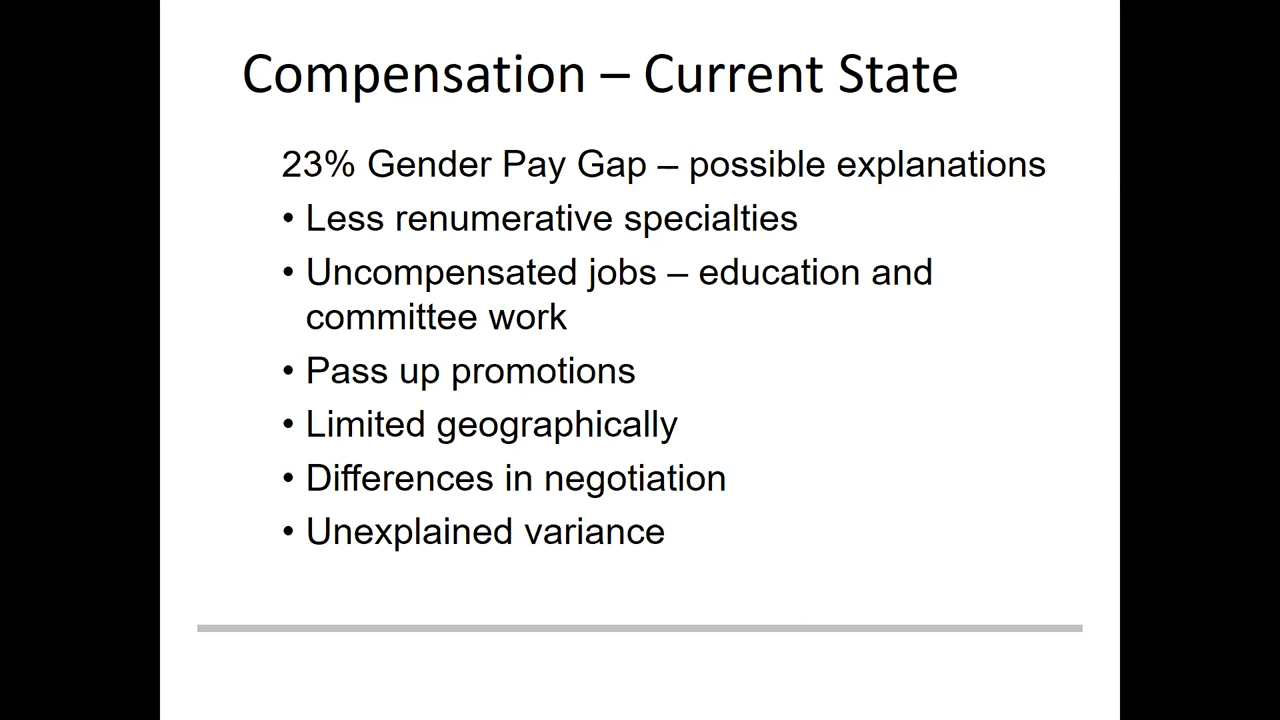 Compensation – Current State
23% Gender Pay Gap – possible explanations
• Less renumerative specialties
• Uncompensated jobs – education and
committee work
• Pass up promotions
• Limited geographically
• Differences in negotiation
• Unexplained variance